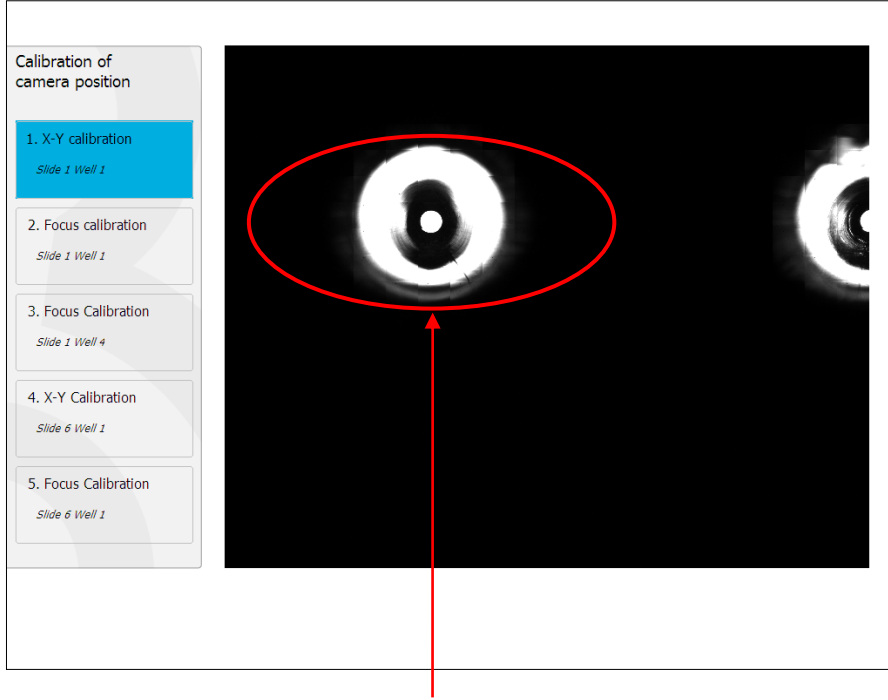 Calibration of
camera position
1. X-Y calibration
Slide 1 Well 1
2. Focus calibration
Slide 1 Well 1
3. Focus Calibration
Slide 1 Well 4
4. X-Y Calibration
Slide 6 Well 1
5. Focus Calibration
Slide 6 Well 1